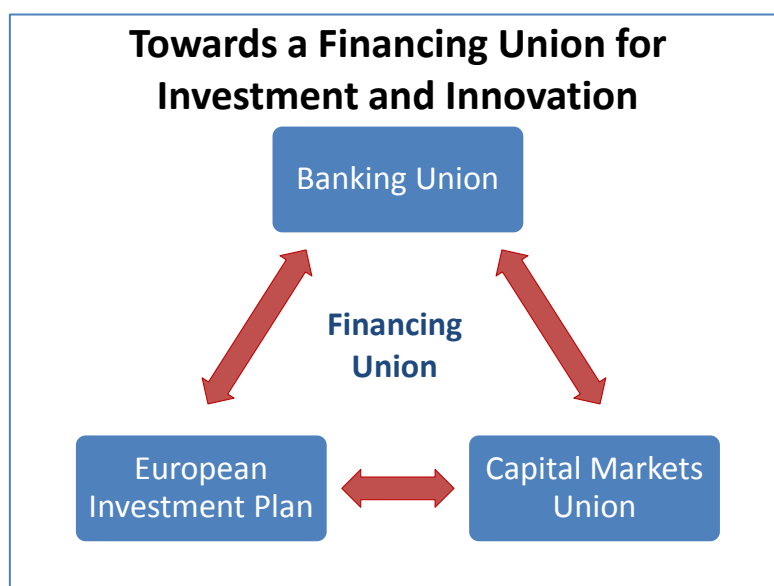 Towards a Financing Union for
Investment and Innovation
Banking Union
Financing
Union
European
Investment Plan
Capital Markets
Union